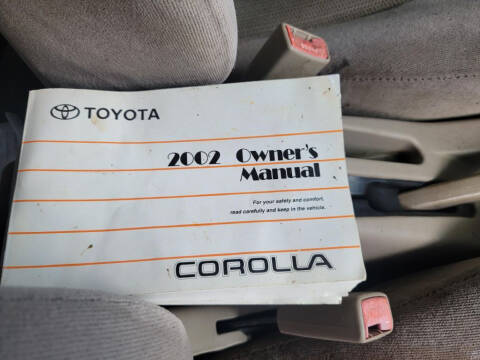 TOYOTA
2002 Owner's
Manual
For your safety and comfort,
read carefully and keep in the vehicle.
COROLLA